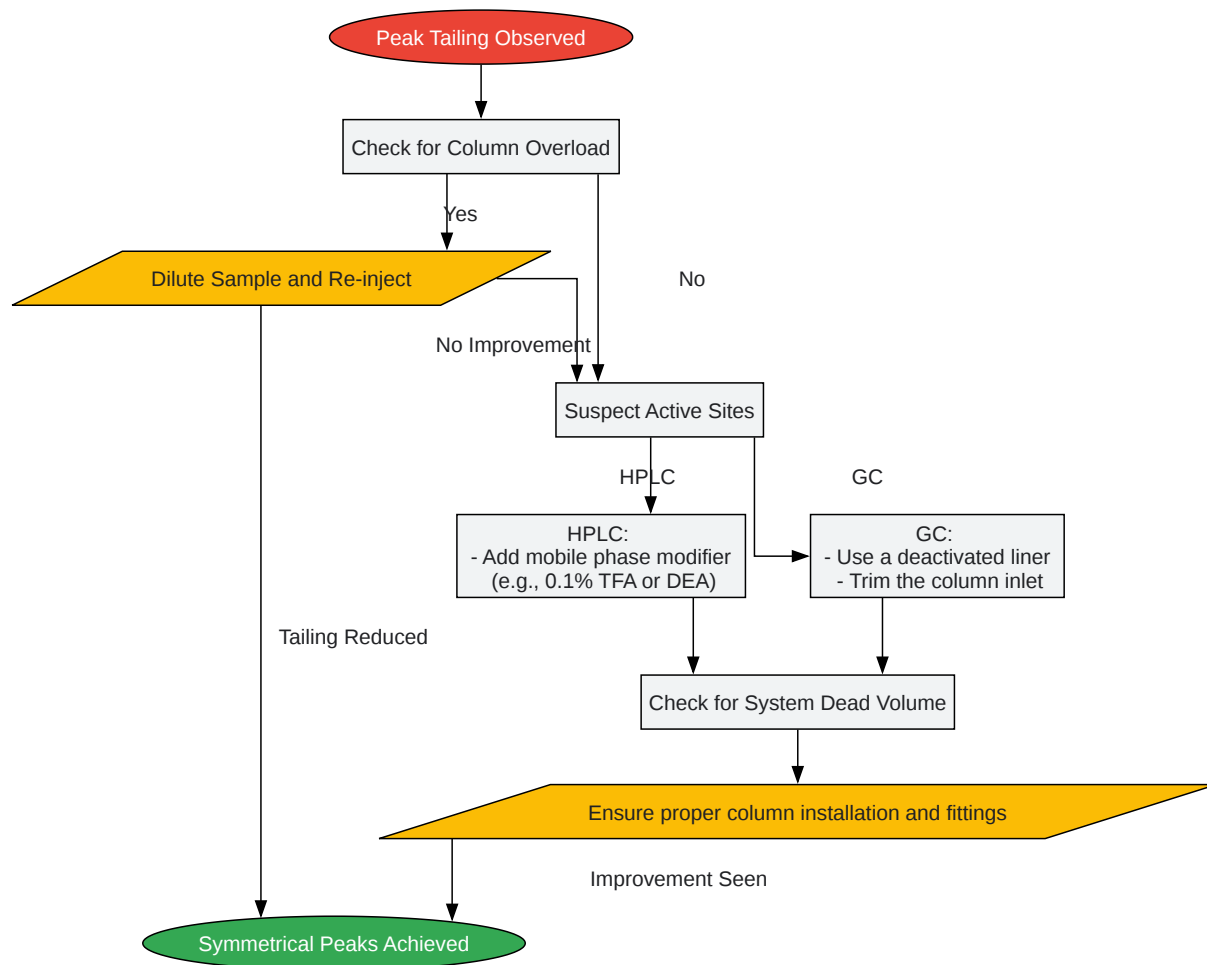 Peak Tailing Observed
Check for Column Overload
Yes
Dilute Sample and Re-inject
No
No Improvement
Suspect Active Sites
HPLC
GC
HPLC:
- Add mobile phase modifier
(e.g., 0.1% TFA or DEA)
GC:
- Use a deactivated liner
- Trim the column inlet
Tailing Reduced
Check for System Dead Volume
Ensure proper column installation and fittings
Improvement Seen
Symmetrical Peaks Achieved